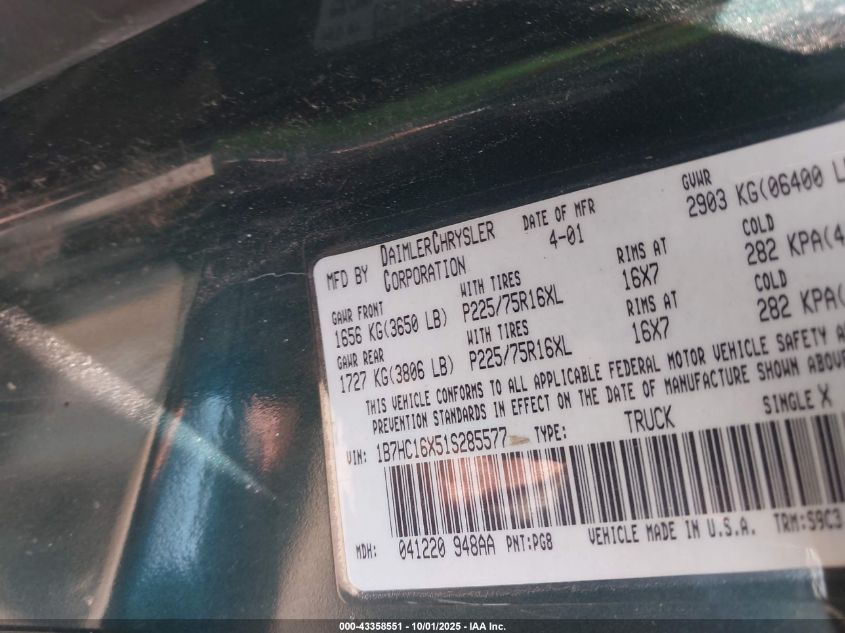 MFD BY DAIMLERCHRYSLER CORPORATION DATE OF MFR 4-01 GVWR 2903 KG(06400
GAWR FRONT WITH TIRES RIMS AT COLD
1656 KG(3650 LB) P225/75R16XL 16X7 282 KPA(4
GAWR REAR WITH TIRES RIMS AT COLD
1727 KG(3806 LB) P225/75R16XL 16X7 282 KPA(
THIS VEHICLE CONFORMS TO ALL APPLICABLE FEDERAL MOTOR VEHICLE SAFETY
PREVENTION STANDARDS IN EFFECT ON THE DATE OF MANUFACTURE SHOWN ABOVE
VIN: 1B7HC16X51S285577 TYPE: TRUCK SINGLE X
MDH: 041220 948AA PNT:PG8 VEHICLE MADE IN U.S.A. TRM:S9C3
000-43358551 - 10/01/2025 - IAA Inc.